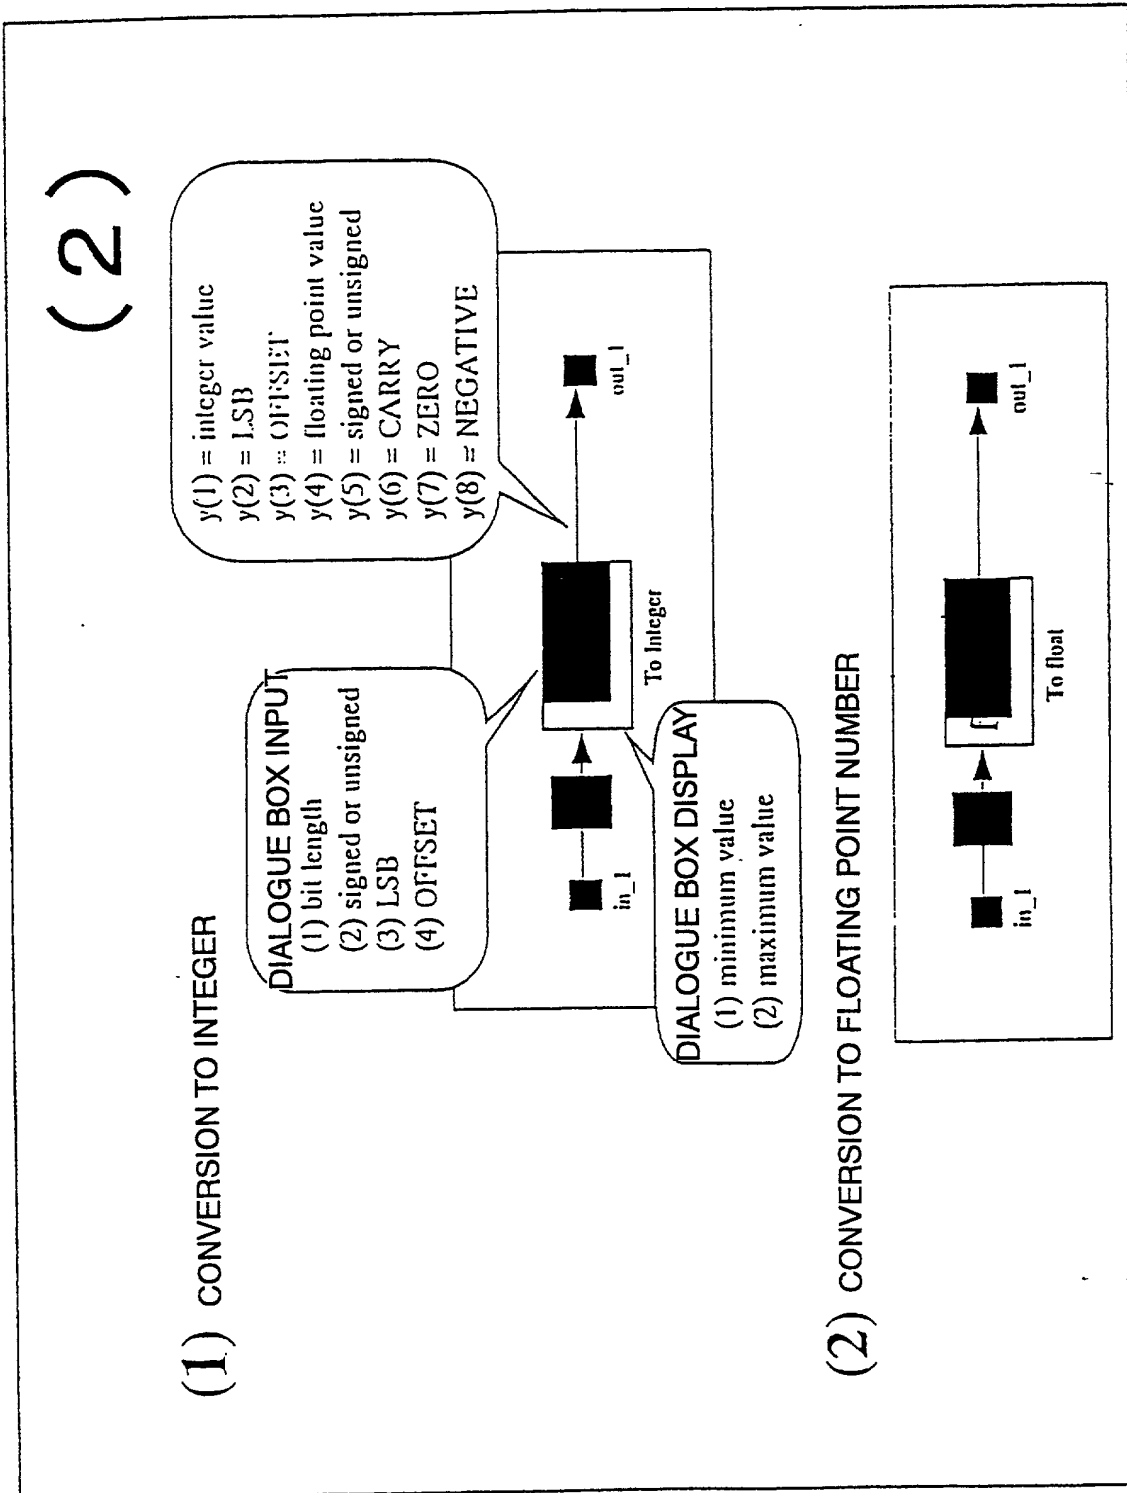 (2)
(1) CONVERSION TO INTEGER
DIALOGUE BOX INPUT
(1) bit length
(2) signed or unsigned
(3) LSB
(4) OFFSET
y(1) = integer value
y(2) = LSB
y(3) = OFFSET
y(4) = floating point value
y(5) = signed or unsigned
y(6) = CARRY
y(7) = ZERO
y(8) = NEGATIVE
in_1
To Integer
out_1
DIALOGUE BOX DISPLAY
(1) minimum value
(2) maximum value
(2) CONVERSION TO FLOATING POINT NUMBER
in_1
To float
out_1